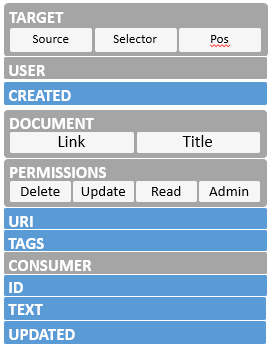 TARGET
Source Selector Pos
USER
CREATED
DOCUMENT
Link Title
PERMISSIONS
Delete Update Read Admin
URI
TAGS
CONSUMER
ID
TEXT
UPDATED